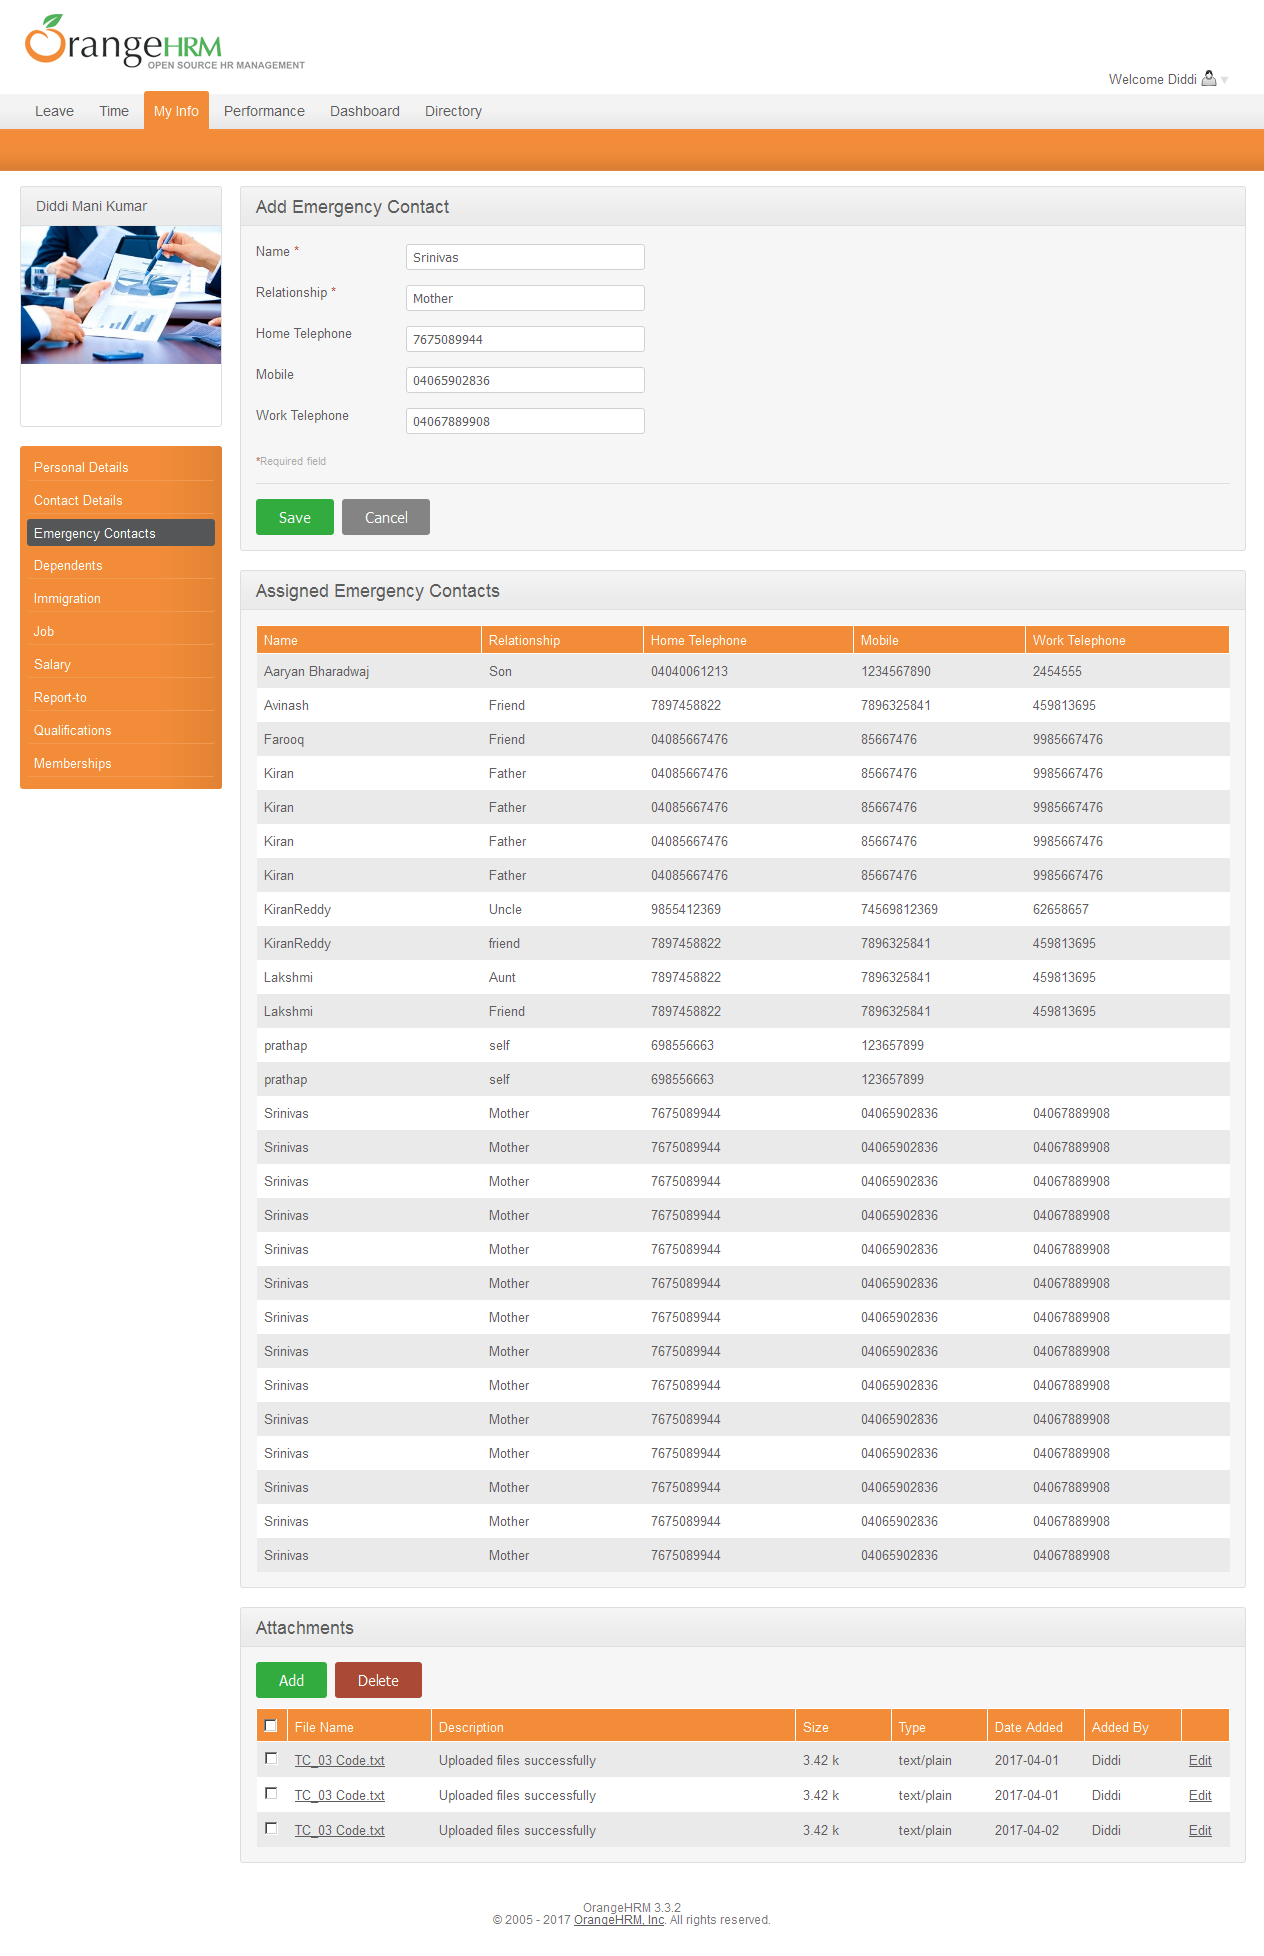 OrangeHRM
OPEN SOURCE HR MANAGEMENT
Welcome Diddi
Leave Time My Info Performance Dashboard Directory
Diddi Mani Kumar
Personal Details
Contact Details
Emergency Contacts
Dependents
Immigration
Job
Salary
Report-to
Qualifications
Memberships
Add Emergency Contact
Name * Srinivas
Relationship * Mother
Home Telephone 7675089944
Mobile 04065902836
Work Telephone 04067889908
*Required field
Save Cancel
Assigned Emergency Contacts
Name Relationship Home Telephone Mobile Work Telephone
Aaryan Bharadwaj Son 04040061213 1234567890 2454555
Avinash Friend 7897458822 7896325841 459813695
Farooq Friend 04085667476 85667476 9985667476
Kiran Father 04085667476 85667476 9985667476
Kiran Father 04085667476 85667476 9985667476
Kiran Father 04085667476 85667476 9985667476
Kiran Father 04085667476 85667476 9985667476
KiranReddy Uncle 9855412369 74569812369 62658657
KiranReddy friend 7897458822 7896325841 459813695
Lakshmi Aunt 7897458822 7896325841 459813695
Lakshmi Friend 7897458822 7896325841 459813695
prathap self 698556663 123657899
prathap self 698556663 123657899
Srinivas Mother 7675089944 04065902836 04067889908
Srinivas Mother 7675089944 04065902836 04067889908
Srinivas Mother 7675089944 04065902836 04067889908
Srinivas Mother 7675089944 04065902836 04067889908
Srinivas Mother 7675089944 04065902836 04067889908
Srinivas Mother 7675089944 04065902836 04067889908
Srinivas Mother 7675089944 04065902836 04067889908
Srinivas Mother 7675089944 04065902836 04067889908
Srinivas Mother 7675089944 04065902836 04067889908
Srinivas Mother 7675089944 04065902836 04067889908
Srinivas Mother 7675089944 04065902836 04067889908
Srinivas Mother 7675089944 04065902836 04067889908
Srinivas Mother 7675089944 04065902836 04067889908
Srinivas Mother 7675089944 04065902836 04067889908
Attachments
Add Delete
File Name Description Size Type Date Added Added By
TC_03 Code.txt Uploaded files successfully 3.42 k text/plain 2017-04-01 Diddi Edit
TC_03 Code.txt Uploaded files successfully 3.42 k text/plain 2017-04-01 Diddi Edit
TC_03 Code.txt Uploaded files successfully 3.42 k text/plain 2017-04-02 Diddi Edit
OrangeHRM 3.3.2
© 2005 - 2017 OrangeHRM, Inc. All rights reserved.